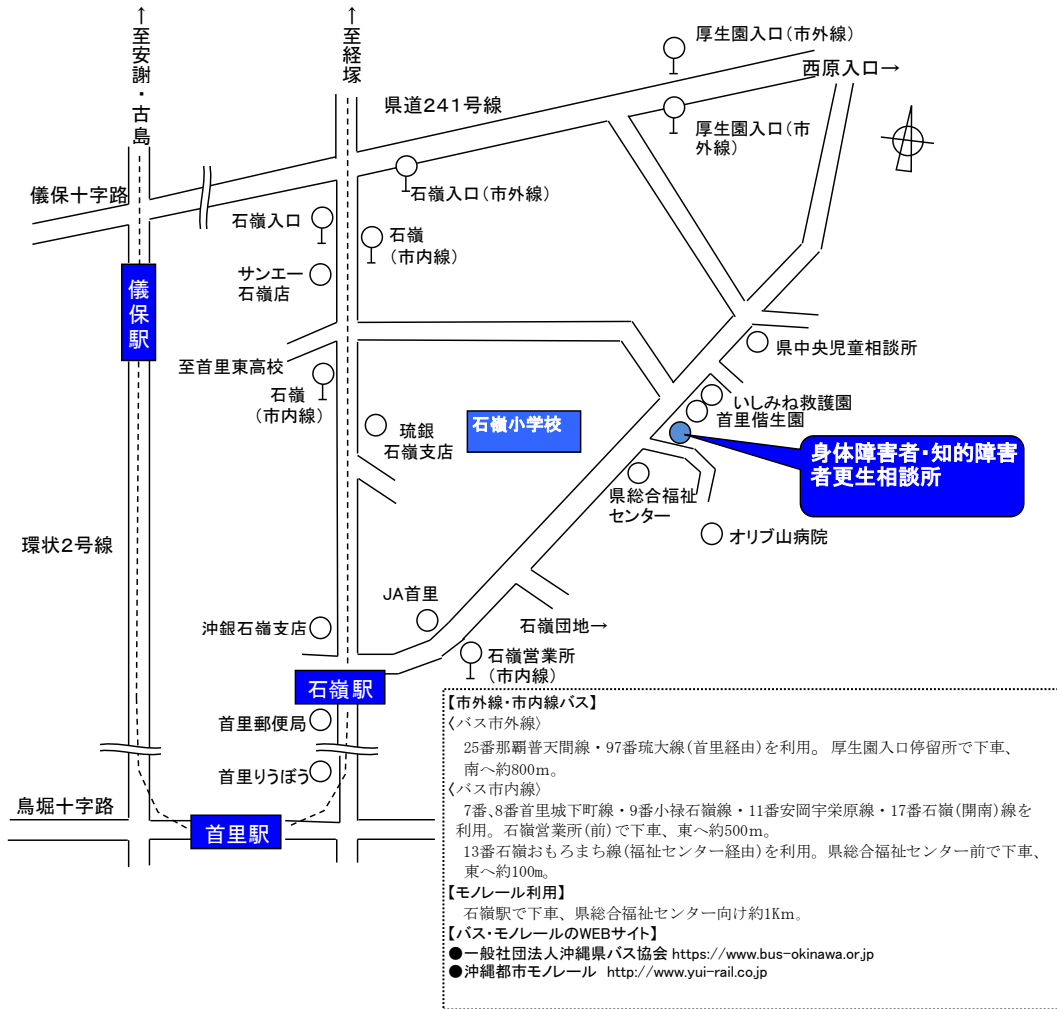 ↑至安謝・古島
↑至経塚
厚生園入口(市外線)
西原入口→
県道241号線
厚生園入口(市
外線)
儀保十字路
石嶺入口(市外線)
石嶺入口
石嶺
(市内線)
サンエー
石嶺店
儀保駅
至首里東高校
県中央児童相談所
石嶺
(市内線)
いしみね救護園
首里偕生園
琉銀
石嶺支店
石嶺小学校
身体障害者・知的障害
者更生相談所
県総合福祉
センター
オリブ山病院
環状2号線
JA首里
沖銀石嶺支店
石嶺団地→
石嶺営業所
(市内線)
石嶺駅
首里郵便局
首里りうぼう
鳥堀十字路
首里駅
【市外線・市内線バス】
〈バス市外線〉
25番那覇普天間線・97番琉大線(首里経由)を利用。 厚生園入口停留所で下車、
南へ約800m。
〈バス市内線〉
7番、8番首里城下町線・9番小禄石嶺線・11番安岡宇栄原線・17番石嶺(開南)線を
利用。石嶺営業所(前)で下車、東へ約500m。
13番石嶺おもろまち線(福祉センター経由)を利用。県総合福祉センター前で下車、
東へ約100m。
【モノレール利用】
石嶺駅で下車、県総合福祉センター向け約1Km。
【バス・モノレールのWEBサイト】
●一般社団法人沖縄県バス協会 https://www.bus-okinawa.or.jp
●沖縄都市モノレール http://www.yui-rail.co.jp